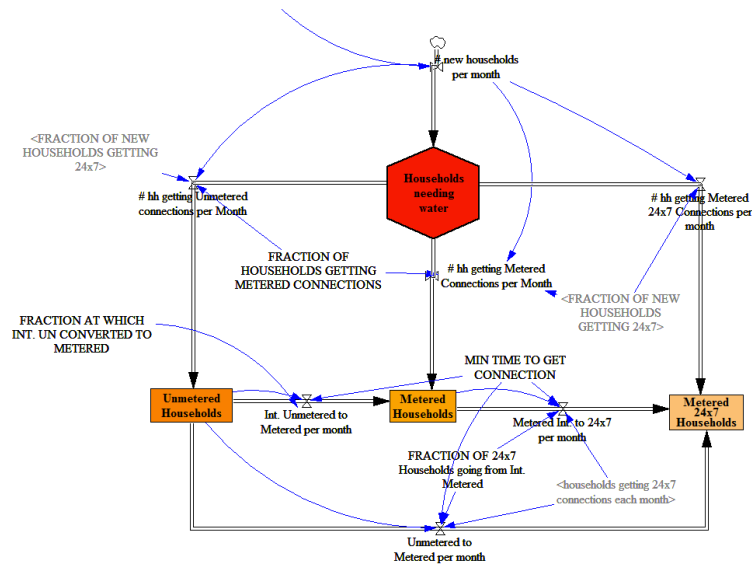 # new households
per month
<FRACTION OF NEW
HOUSEHOLDS GETTING
24x7>
Households
needing
water
# hh getting Unmetered
connections per Month
# hh getting Metered
24x7 Connections per
month
FRACTION OF
HOUSEHOLDS GETTING
METERED CONNECTIONS
# hh getting Metered
Connections per Month
<FRACTION OF NEW
HOUSEHOLDS
GETTING 24x7>
FRACTION AT WHICH
INT. UN CONVERTED TO
METERED
MIN TIME TO GET
CONNECTION
Unmetered
Households
Int. Unmetered to
Metered per month
Metered
Households
Metered Int. to 24x7
per month
Metered
24x7
Households
FRACTION OF 24x7
Households going from Int.
Metered
<households getting 24x7
connections each month>
Unmetered to
Metered per month